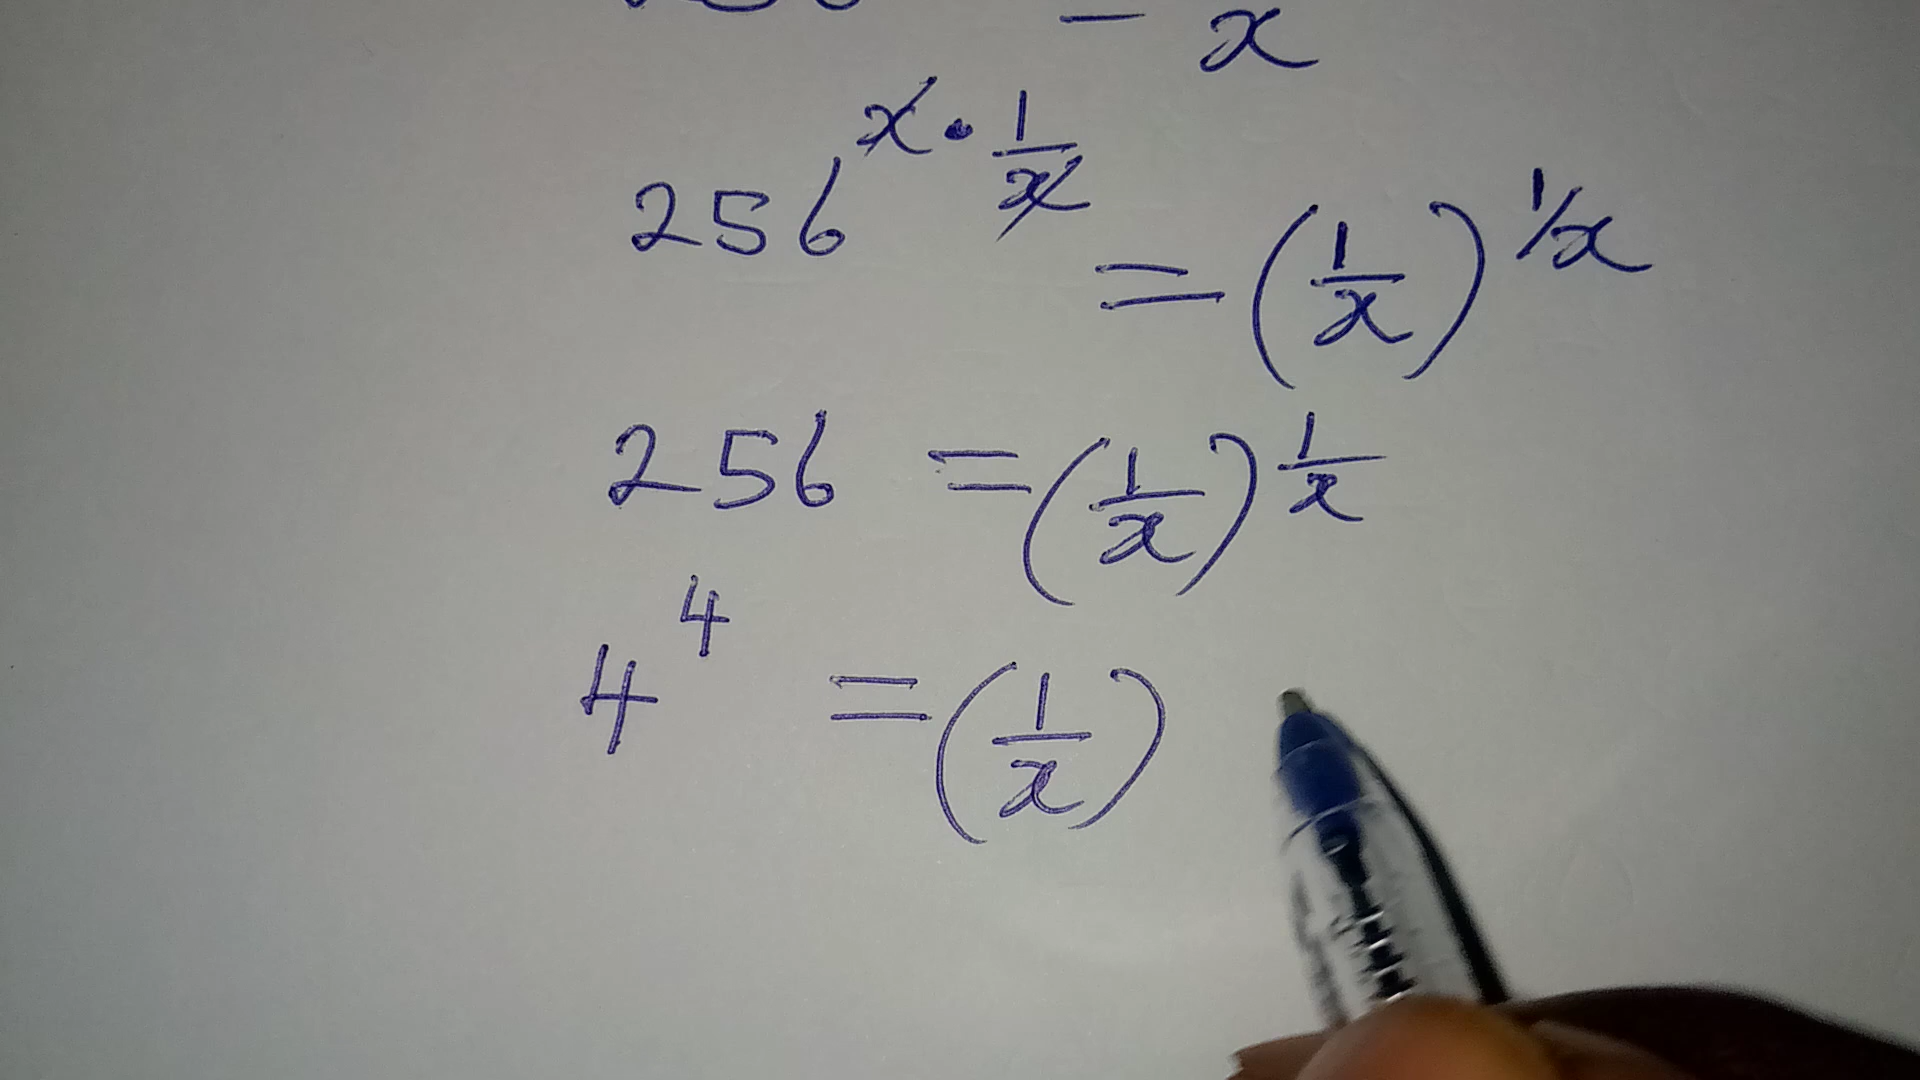 x
256^(x · 1/x) = (1/x)^(1/x)
256 = (1/x)^(1/x)
4^4 = (1/x)